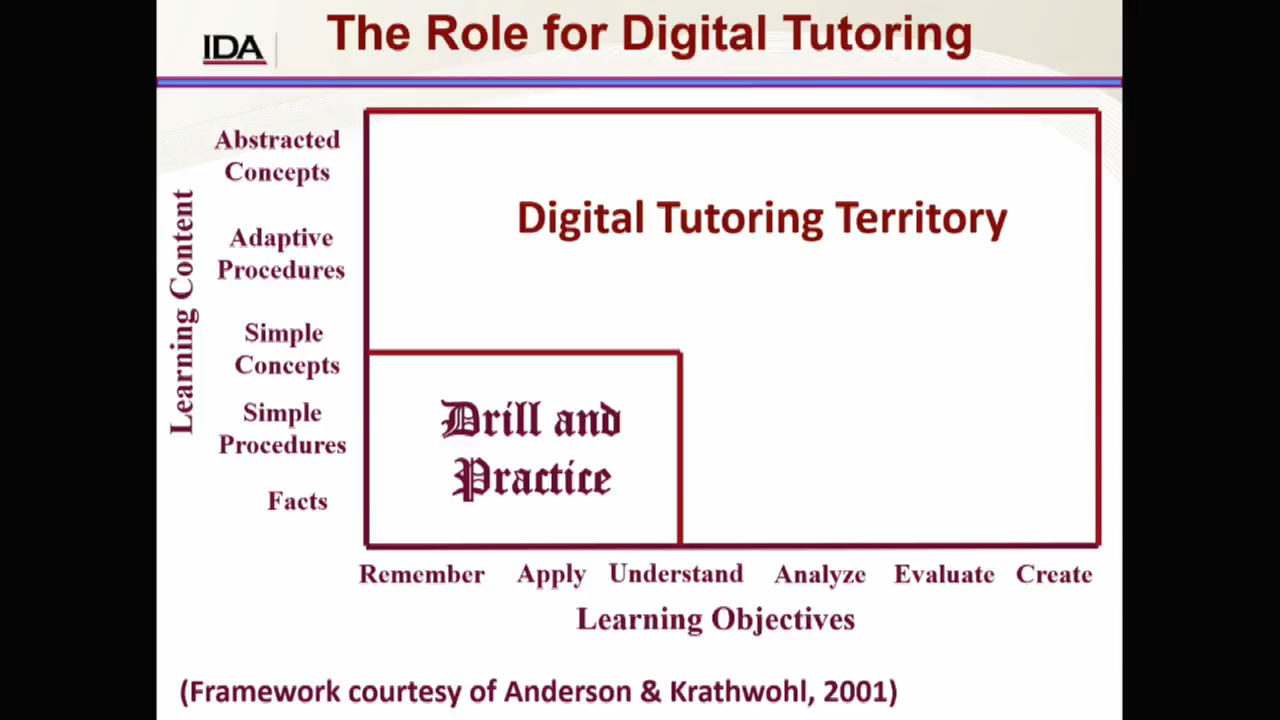 IDA
The Role for Digital Tutoring
Learning Content
Abstracted
Concepts
Adaptive
Procedures
Simple
Concepts
Simple
Procedures
Facts
Digital Tutoring Territory
Drill and
Practice
Remember Apply Understand Analyze Evaluate Create
Learning Objectives
(Framework courtesy of Anderson & Krathwohl, 2001)